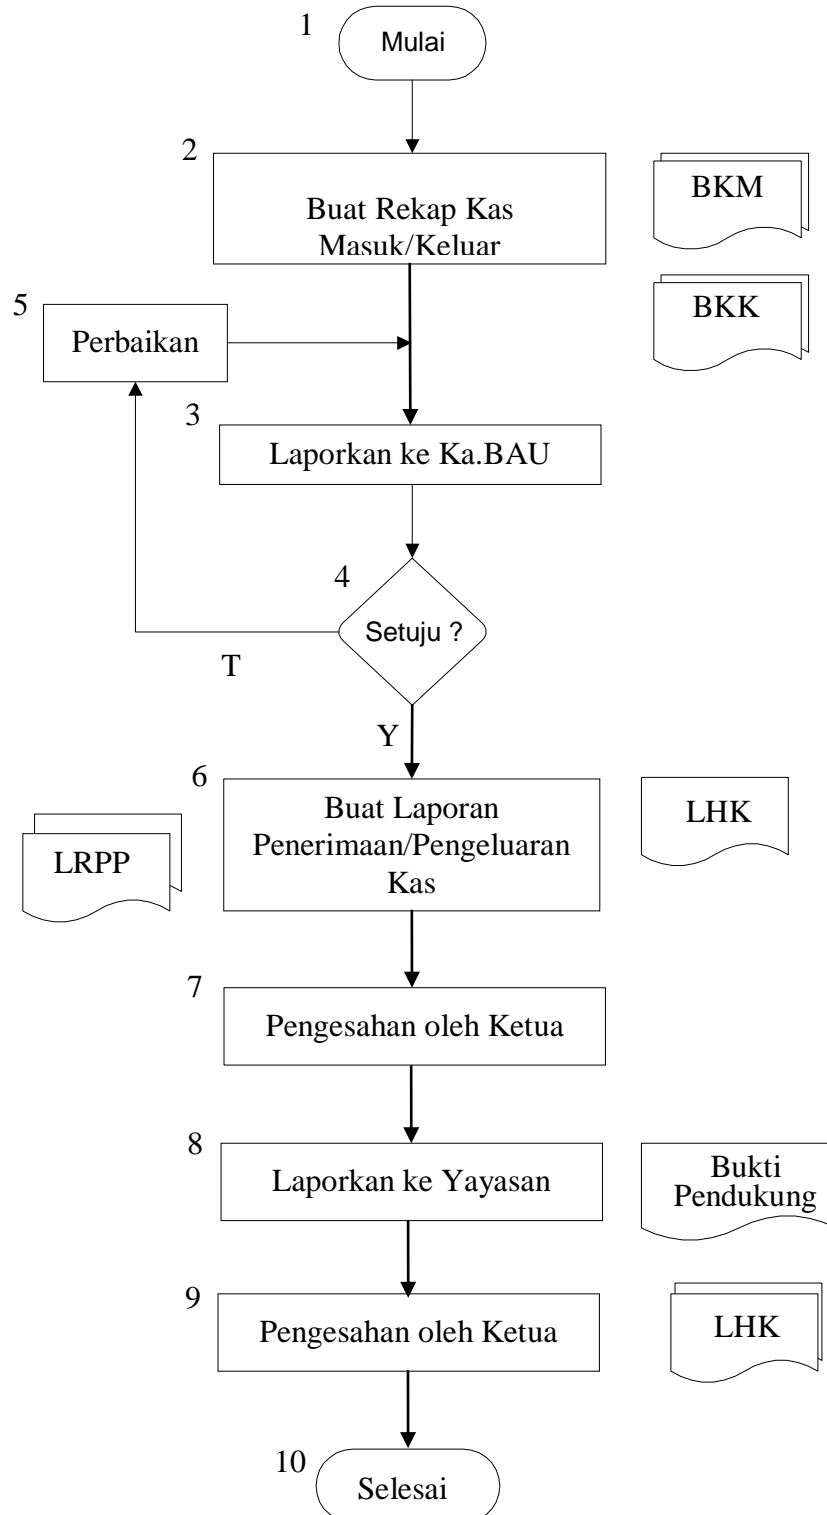 1
Mulai
2
Buat Rekap Kas
Masuk/Keluar
BKM
BKK
5
Perbaikan
3
Laporkan ke Ka.BAU
4
Setuju ?
T
Y
6
Buat Laporan
Penerimaan/Pengeluaran
Kas
LHK
LRPP
7
Pengesahan oleh Ketua
8
Laporkan ke Yayasan
Bukti
Pendukung
9
Pengesahan oleh Ketua
LHK
10
Selesai